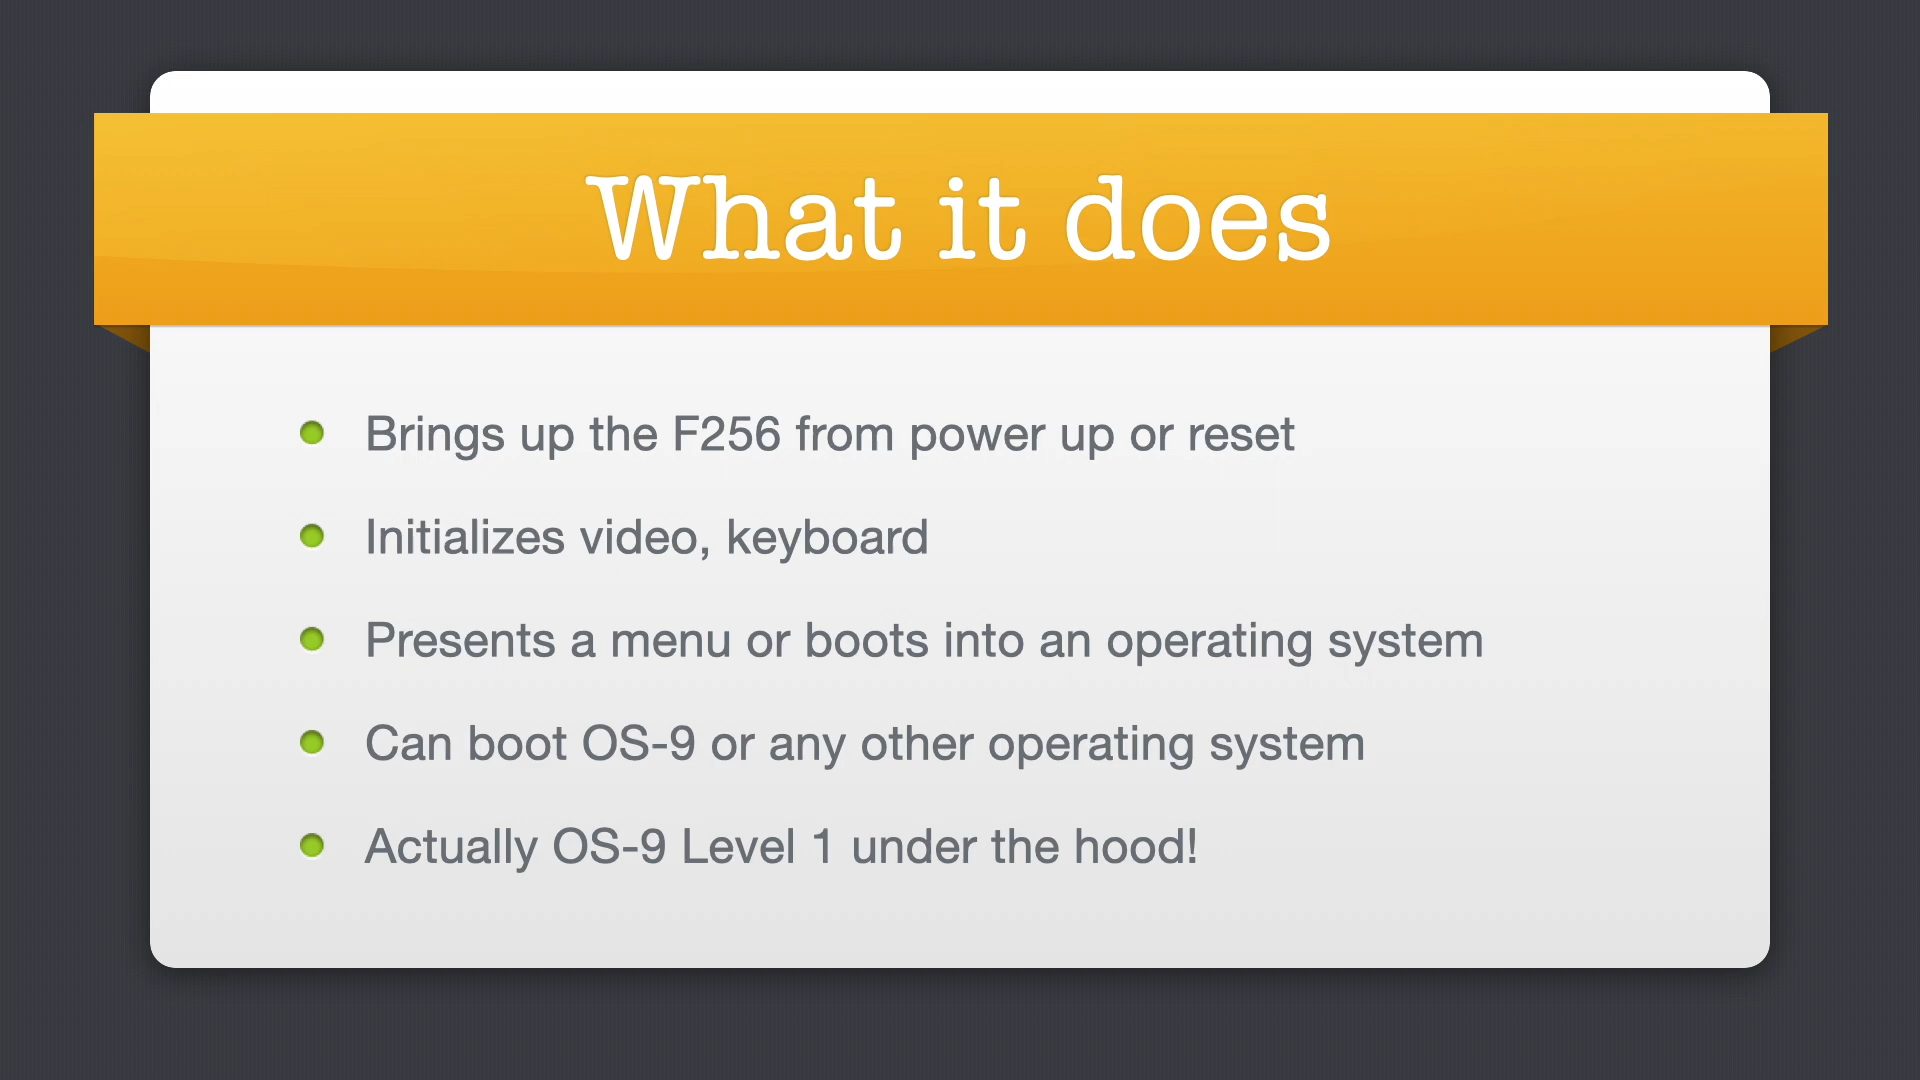 What it does
Brings up the F256 from power up or reset
Initializes video, keyboard
Presents a menu or boots into an operating system
Can boot OS-9 or any other operating system
Actually OS-9 Level 1 under the hood!